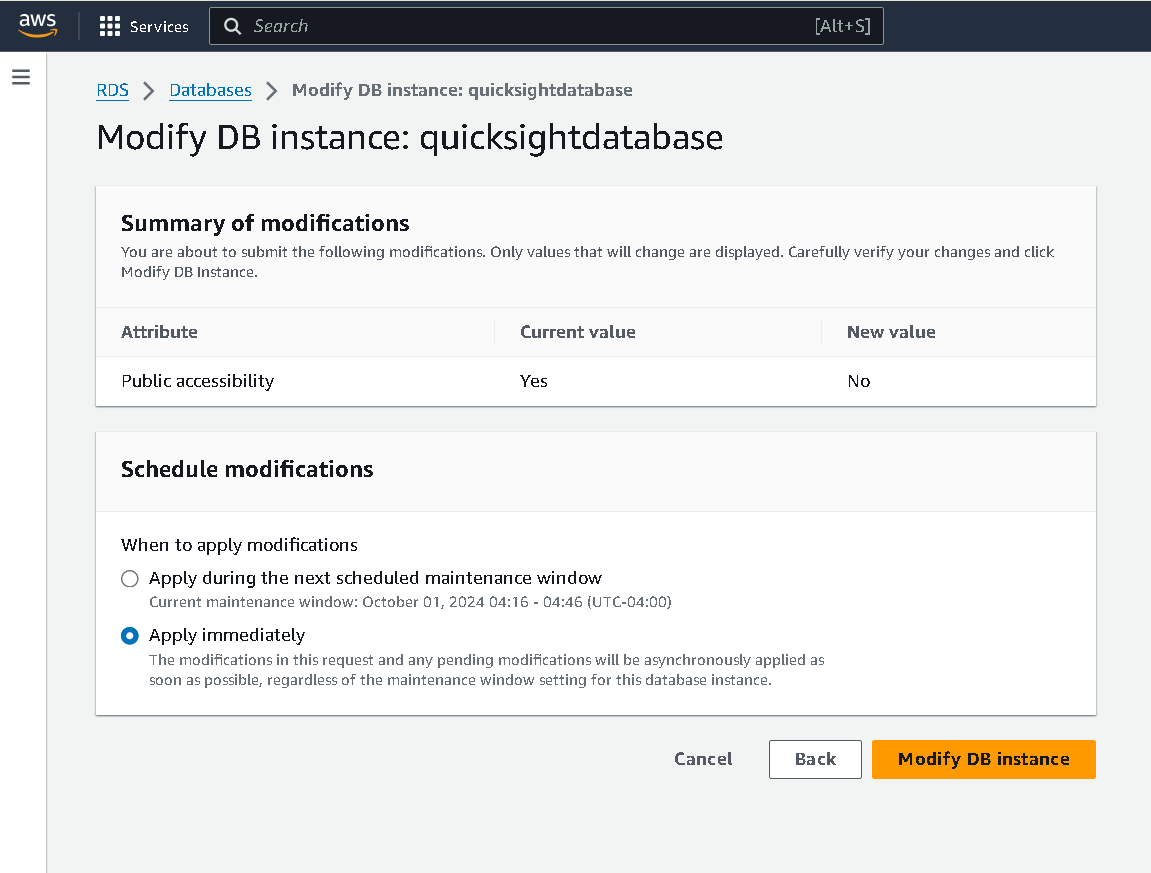 aws
Services
Search
[Alt+S]
RDS
Databases
Modify DB instance: quicksightdatabase
Modify DB instance: quicksightdatabase
Summary of modifications
You are about to submit the following modifications. Only values that will change are displayed. Carefully verify your changes and click
Modify DB Instance.
Attribute
Current value
New value
Public accessibility
Yes
No
Schedule modifications
When to apply modifications
Apply during the next scheduled maintenance window
Current maintenance window: October 01, 2024 04:16 - 04:46 (UTC-04:00)
Apply immediately
The modifications in this request and any pending modifications will be asynchronously applied as
soon as possible, regardless of the maintenance window setting for this database instance.
Cancel
Back
Modify DB instance